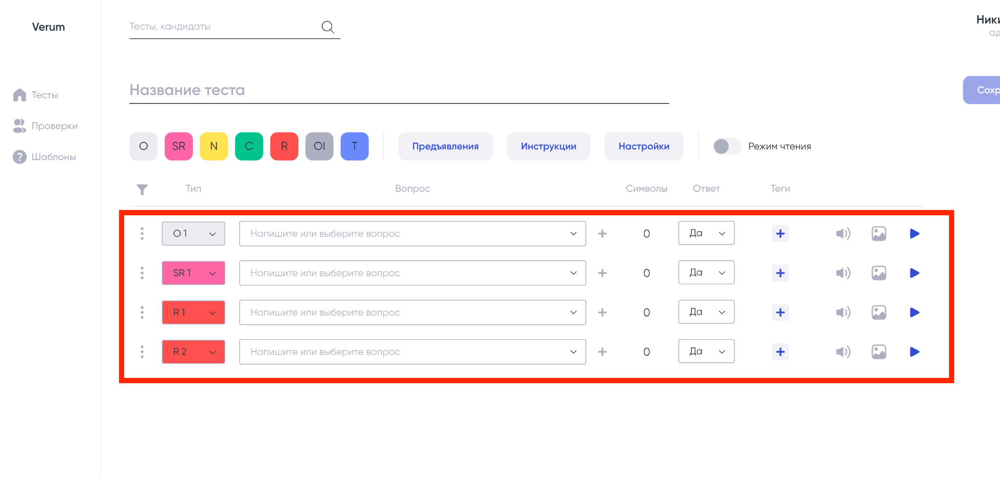 Verum
Тесты, кандидаты
Ники
ад
Название теста
Сохр
Тесты
Проверки
Шаблоны
O SR N C R OI T
Предъявления Инструкции Настройки Режим чтения
Тип Вопрос Символы Ответ Теги
O 1 Напишите или выберите вопрос 0 Да
SR 1 Напишите или выберите вопрос 0 Да
R 1 Напишите или выберите вопрос 0 Да
R 2 Напишите или выберите вопрос 0 Да